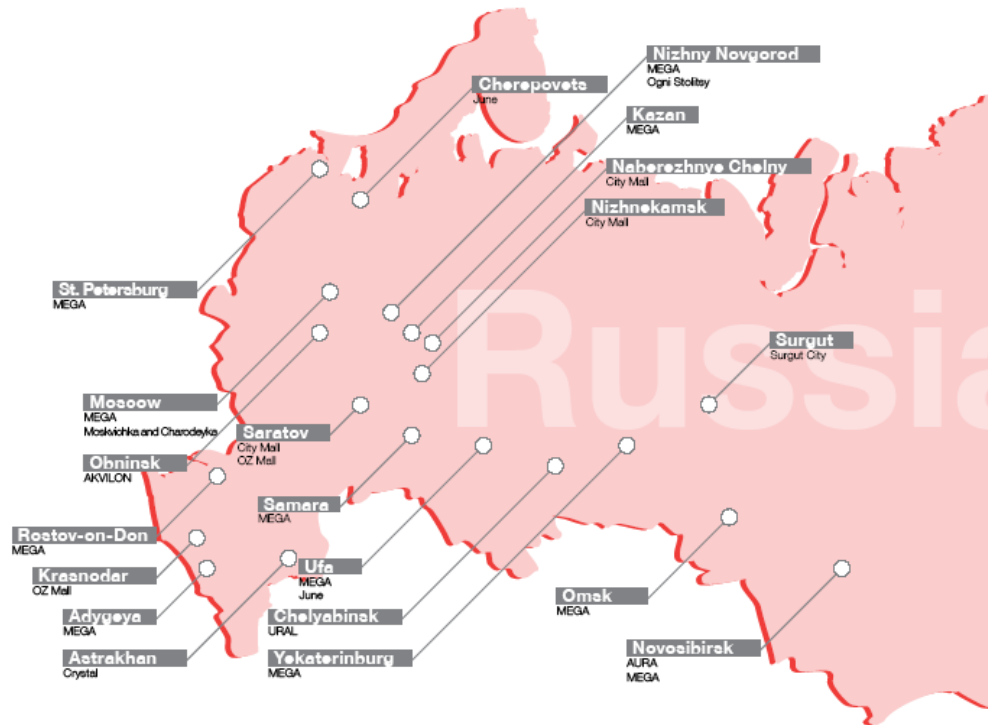 Nizhny Novgorod
MEGA
Ogni Stolitsy
Cherepovets
June
Kazan
MEGA
Naberezhnye Chelny
City Mall
Nizhnekamsk
City Mall
St. Petersburg
MEGA
Russia
Surgut
Surgut City
Moscow
MEGA
Moskvichka and Charodeyka
Saratov
City Mall
OZ Mall
Obninsk
AKVILON
Samara
MEGA
Rostov-on-Don
MEGA
Ufa
MEGA
June
Krasnodar
OZ Mall
Omsk
MEGA
Adygeya
MEGA
Chelyabinsk
URAL
Novosibirsk
AURA
MEGA
Astrakhan
Crystal
Yekaterinburg
MEGA